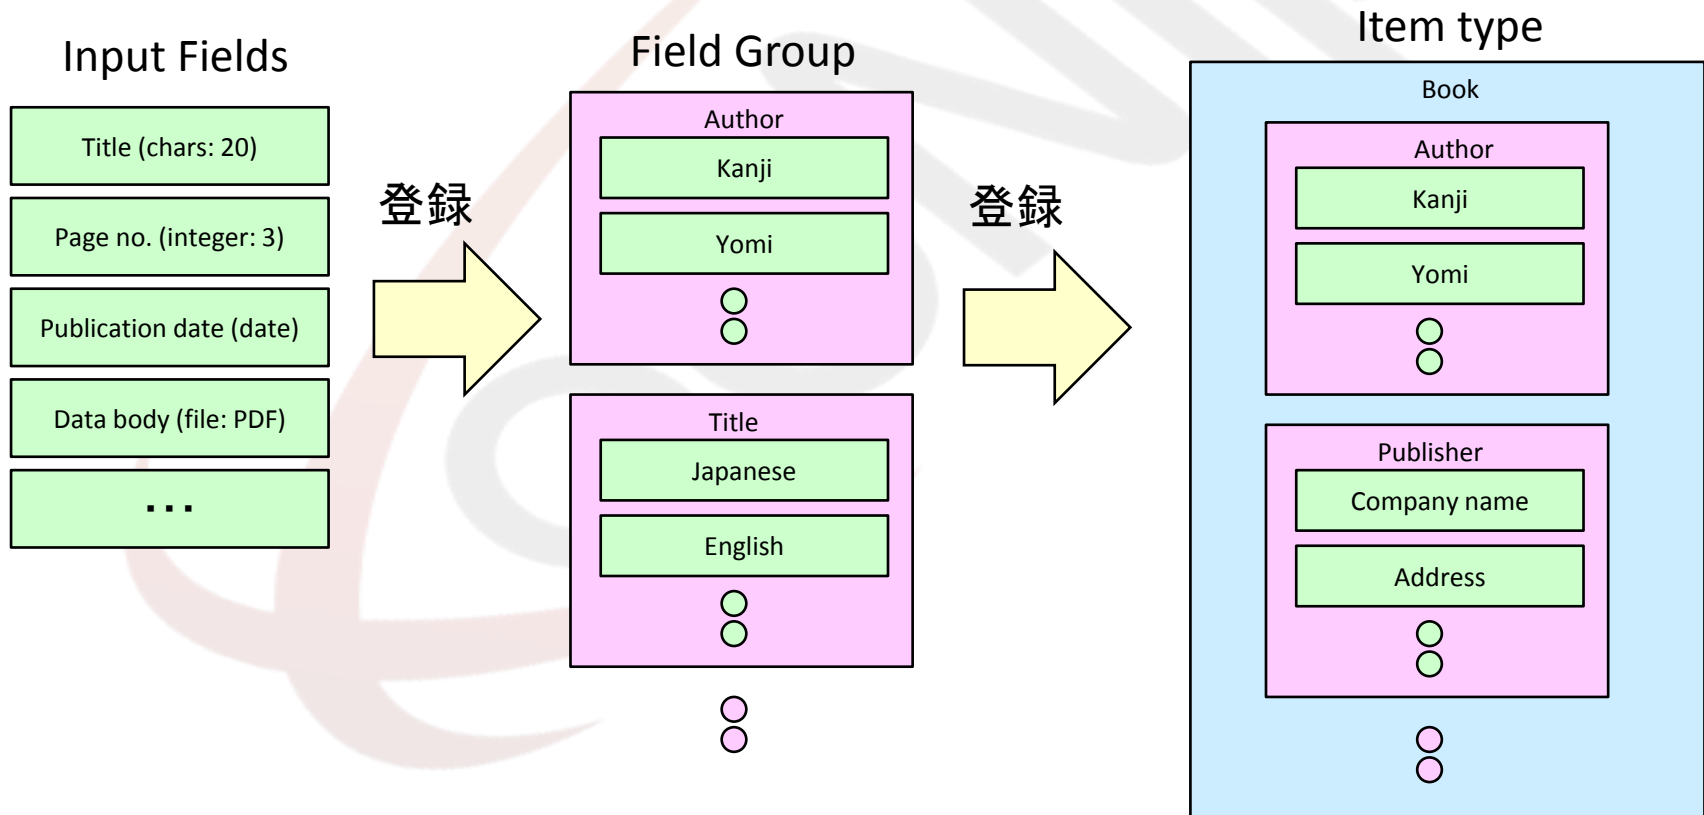 Input Fields
Title (chars: 20)
Page no. (integer: 3)
Publication date (date)
Data body (file: PDF)
...
登録
Field Group
Author
Kanji
Yomi
Title
Japanese
English
登録
Item type
Book
Author
Kanji
Yomi
Publisher
Company name
Address